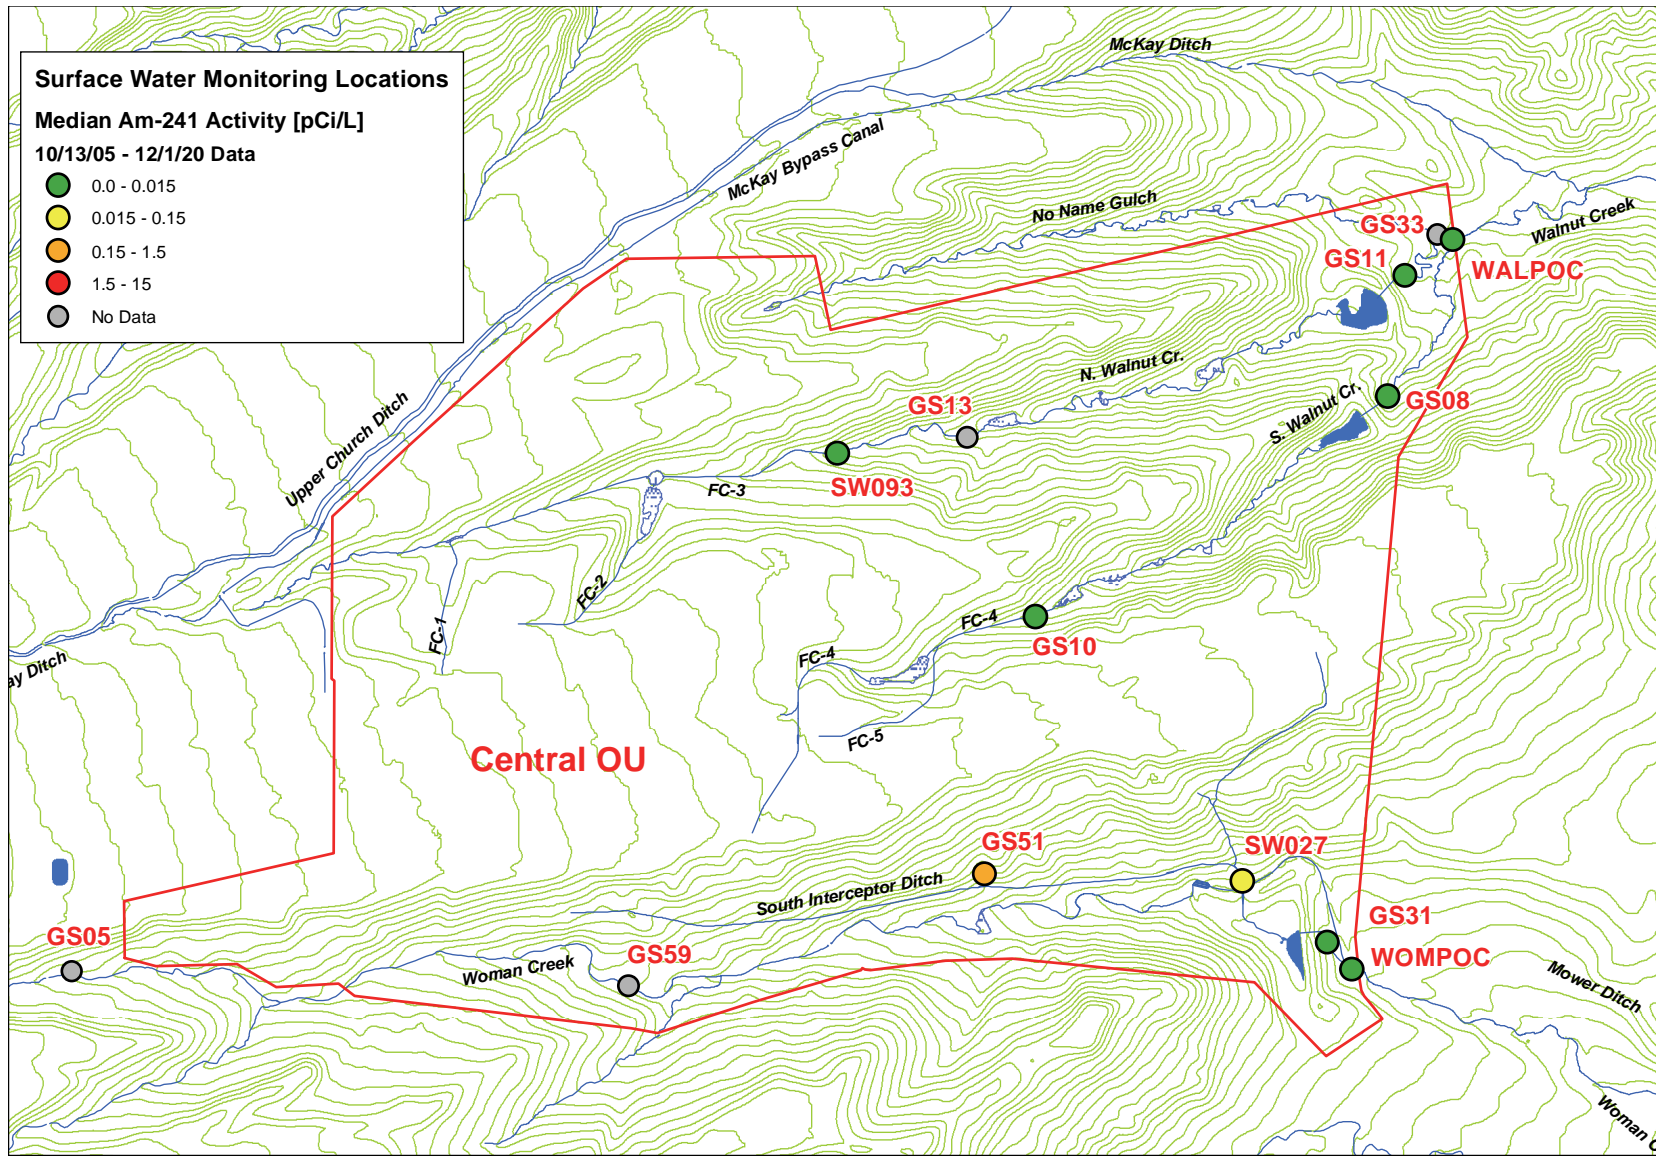 Surface Water Monitoring Locations
Median Am-241 Activity [pCi/L]
10/13/05 - 12/1/20 Data
0.0 - 0.015
0.015 - 0.15
0.15 - 1.5
1.5 - 15
No Data
McKay Ditch
McKay Bypass Canal
No Name Gulch
GS33
Walnut Creek
GS11
WALPOC
N. Walnut Cr.
GS13
S. Walnut Cr.
GS08
Upper Church Ditch
SW093
FC-3
FC-2
FC-1
FC-4
GS10
FC-4
ay Ditch
FC-5
Central OU
GS51
SW027
South Interceptor Ditch
GS31
GS05
GS59
WOMPOC
Woman Creek
Mower Ditch
Woman C